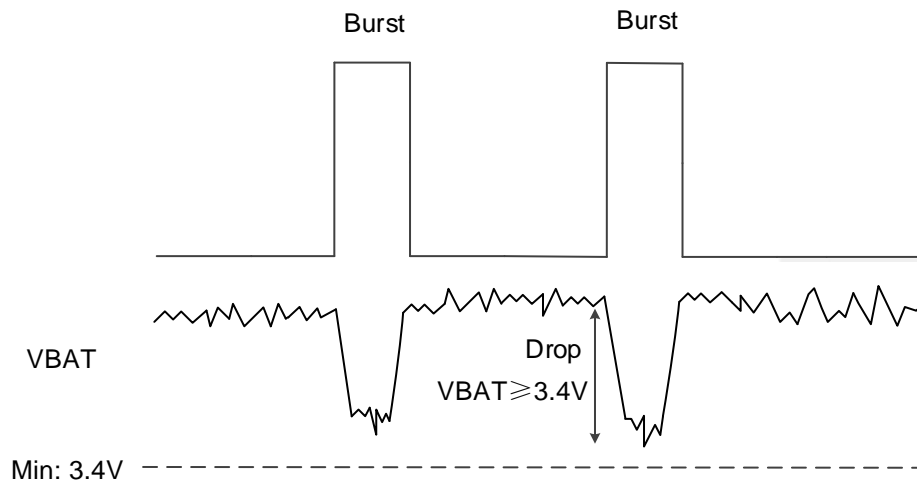 Burst
Burst
VBAT
Drop
VBAT≥3.4V
Min: 3.4V